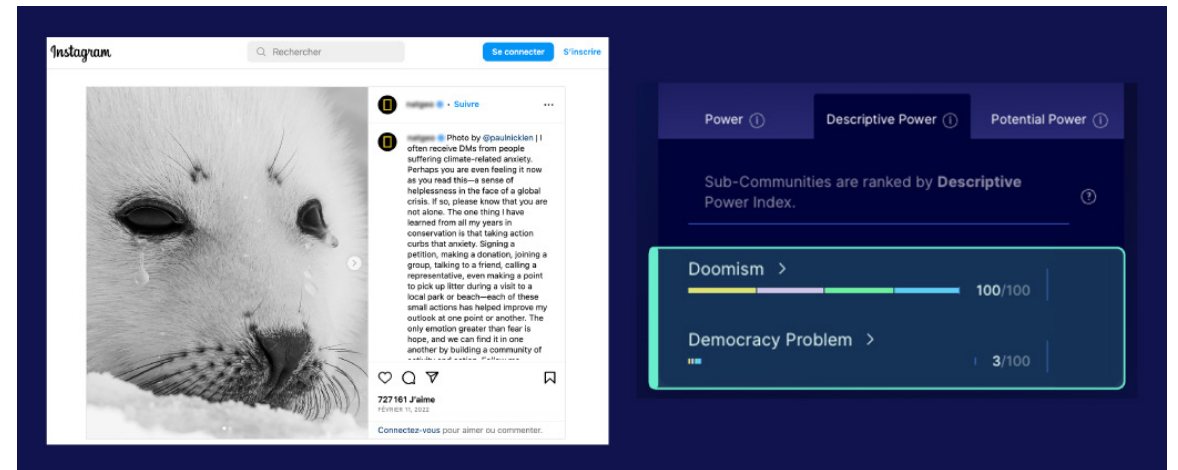 Instagram
Rechercher
Se connecter
S'inscrire
• Suivre
Photo by @paulnicklen | I
often receive DMs from people
suffering climate-related anxiety.
Perhaps you are even feeling it now
as you read this—a sense of
helplessness in the face of a global
crisis. If so, please know that you are
not alone. The one thing I have
learned from all my years in
conservation is that taking action
curbs that anxiety. Signing a
petition, making a donation, joining a
group, talking to a friend, calling a
representative, even making a point
to pick up litter during a visit to a
local park or beach—each of these
small actions has helped improve my
outlook at one point or another. The
only emotion greater than fear is
hope, and we can find it in one
another by building a community of
727 161 J'aime
FÉVRIER 11, 2022
Connectez-vous pour aimer ou commenter.
Power
Descriptive Power
Potential Power
Sub-Communities are ranked by Descriptive
Power Index.
Doomism >
100/100
Democracy Problem >
3/100